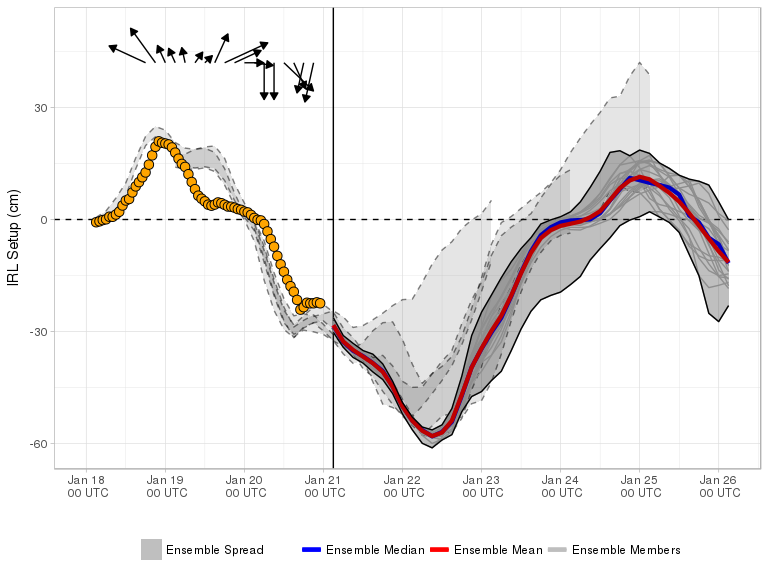 IRL Setup (cm)
30
0
-30
-60
Jan 18 Jan 19 Jan 20 Jan 21 Jan 22 Jan 23 Jan 24 Jan 25 Jan 26
00 UTC 00 UTC 00 UTC 00 UTC 00 UTC 00 UTC 00 UTC 00 UTC 00 UTC
Ensemble Spread Ensemble Median Ensemble Mean Ensemble Members